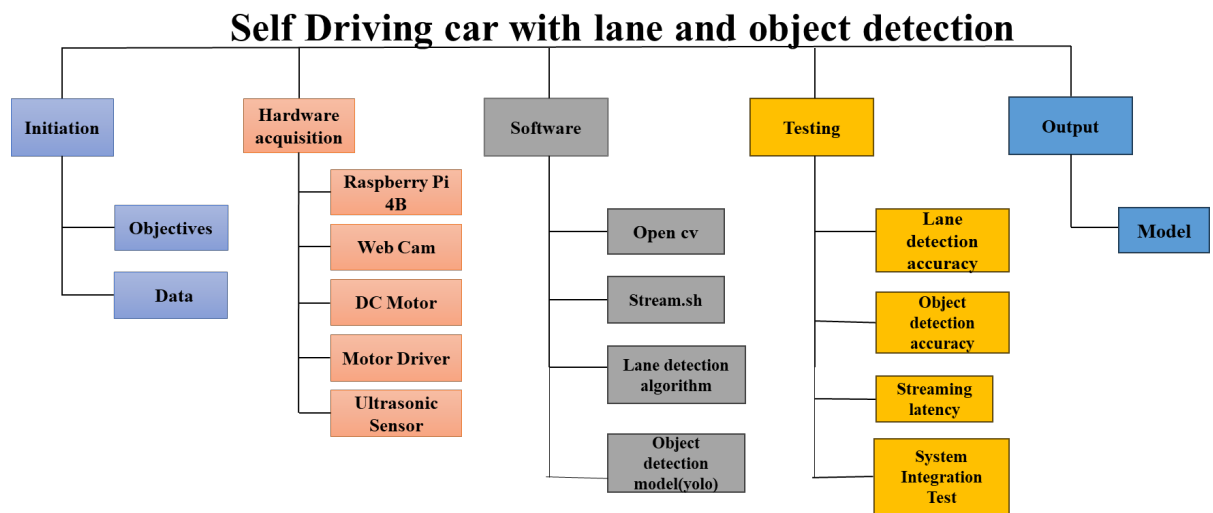 Self Driving car with lane and object detection
Initiation
Objectives
Data
Hardware
acquisition
Raspberry Pi
4B
Web Cam
DC Motor
Motor Driver
Ultrasonic
Sensor
Software
Open cv
Stream.sh
Lane detection
algorithm
Object
detection
model(yolo)
Testing
Lane
detection
accuracy
Object
detection
accuracy
Streaming
latency
System
Integration
Test
Output
Model